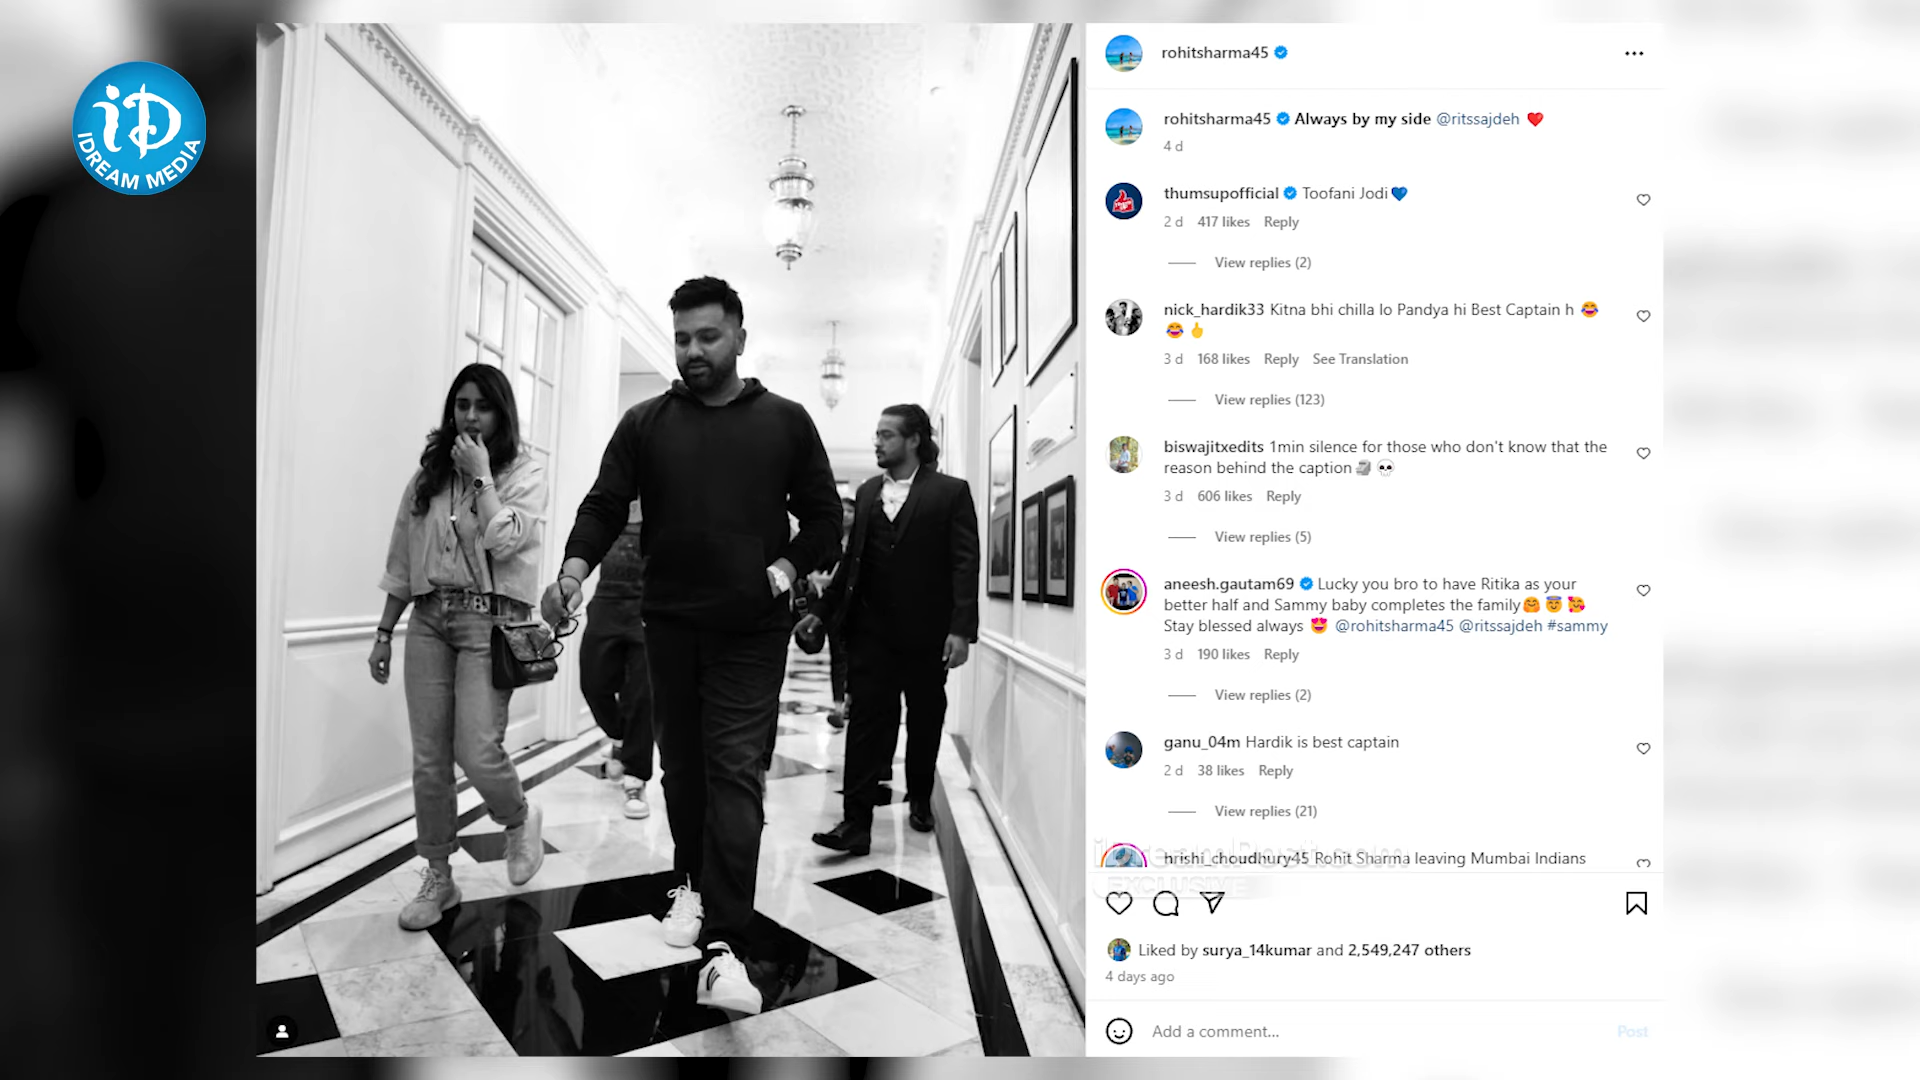 iD
IDREAM MEDIA
rohitsharma45
rohitsharma45 Always by my side @ritssajdeh ❤️
4 d
thumsupofficial Toofani Jodi💙
2 d 417 likes Reply
View replies (2)
nick_hardik33 Kitna bhi chilla lo Pandya hi Best Captain h 😂
😂 🖕
3 d 168 likes Reply See Translation
View replies (123)
biswajitxedits 1min silence for those who don't know that the
reason behind the caption🗿 💀
3 d 606 likes Reply
View replies (5)
aneesh.gautam69 Lucky you bro to have Ritika as your
better half and Sammy baby completes the family🤗 😇 🥰
Stay blessed always 😍 @rohitsharma45 @ritssajdeh #sammy
3 d 190 likes Reply
View replies (2)
ganu_04m Hardik is best captain
2 d 38 likes Reply
View replies (21)
hrishi_choudhury45 Rohit Sharma leaving Mumbai Indians
iDreamPost.com
EXCLUSIVE
Liked by surya_14kumar and 2,549,247 others
4 days ago
Add a comment...
Post